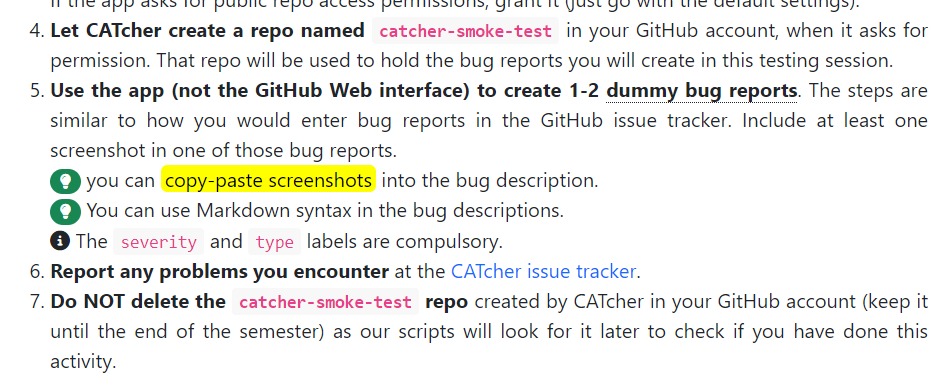 If the app asks for public repo access permissions, grant it (just go with the default settings).
4. Let CATcher create a repo named catcher-smoke-test in your GitHub account, when it asks for
permission. That repo will be used to hold the bug reports you will create in this testing session.
5. Use the app (not the GitHub Web interface) to create 1-2 dummy bug reports. The steps are
similar to how you would enter bug reports in the GitHub issue tracker. Include at least one
screenshot in one of those bug reports.
you can copy-paste screenshots into the bug description.
You can use Markdown syntax in the bug descriptions.
The severity and type labels are compulsory.
6. Report any problems you encounter at the CATcher issue tracker.
7. Do NOT delete the catcher-smoke-test repo created by CATcher in your GitHub account (keep it
until the end of the semester) as our scripts will look for it later to check if you have done this
activity.